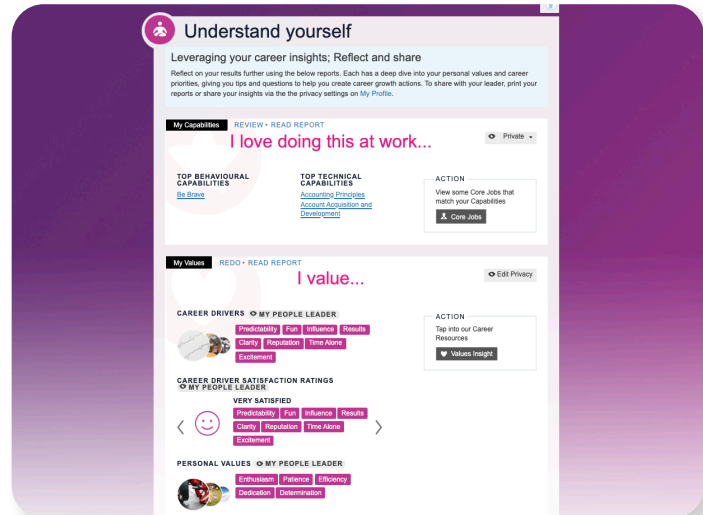 Understand yourself
Leveraging your career insights; Reflect and share
Reflect on your results further using the below reports. Each has a deep dive into your personal values and career
priorities, giving you tips and questions to help you create career growth actions. To share with your leader, print your
reports or share your insights via the the privacy settings on My Profile.
My Capabilities REVIEW • READ REPORT
I love doing this at work...
Private
TOP BEHAVIOURAL
CAPABILITIES
Be Brave
TOP TECHNICAL
CAPABILITIES
Accounting Principles
Account Acquisition and
Development
ACTION
View some Core Jobs that
match your Capabilities
Core Jobs
My Values REDO • READ REPORT
I value...
Edit Privacy
CAREER DRIVERS MY PEOPLE LEADER
Predictability Fun Influence Results
Clarity Reputation Time Alone
Excitement
ACTION
Tap into our Career
Resources
Values Insight
CAREER DRIVER SATISFACTION RATINGS
MY PEOPLE LEADER
VERY SATISFIED
Predictability Fun Influence Results
Clarity Reputation Time Alone
Excitement
PERSONAL VALUES MY PEOPLE LEADER
Enthusiasm Patience Efficiency
Dedication Determination